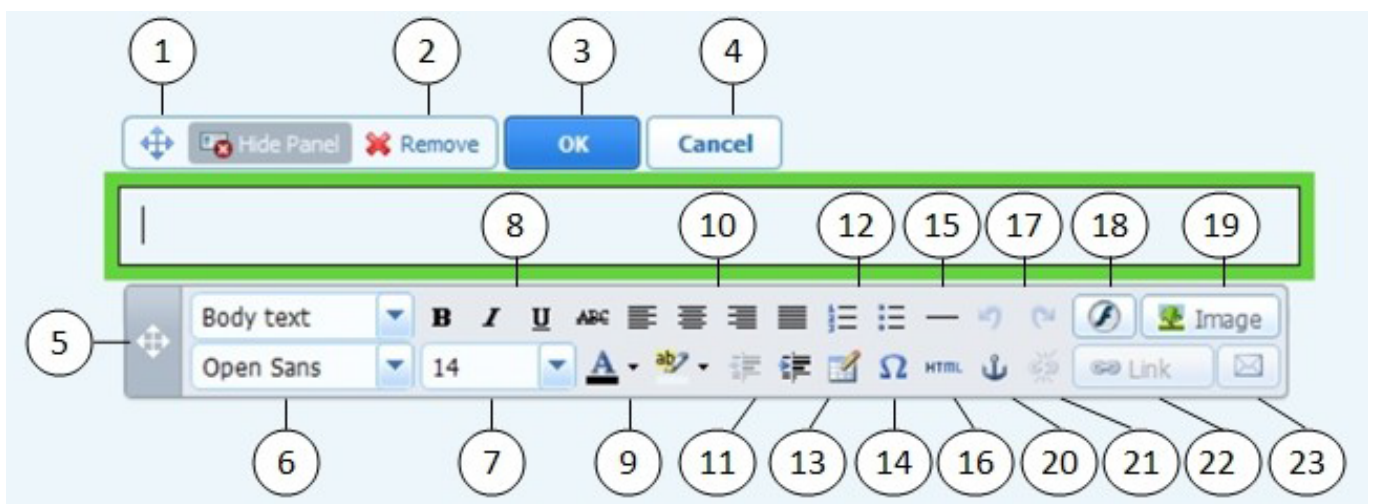 1 2 3 4
Hide Panel Remove OK Cancel
8 10 12 15 17 18 19
Body text B I U ABC Image
5
Open Sans 14 A ab Ω HTML Link
6 7 9 11 13 14 16 20 21 22 23